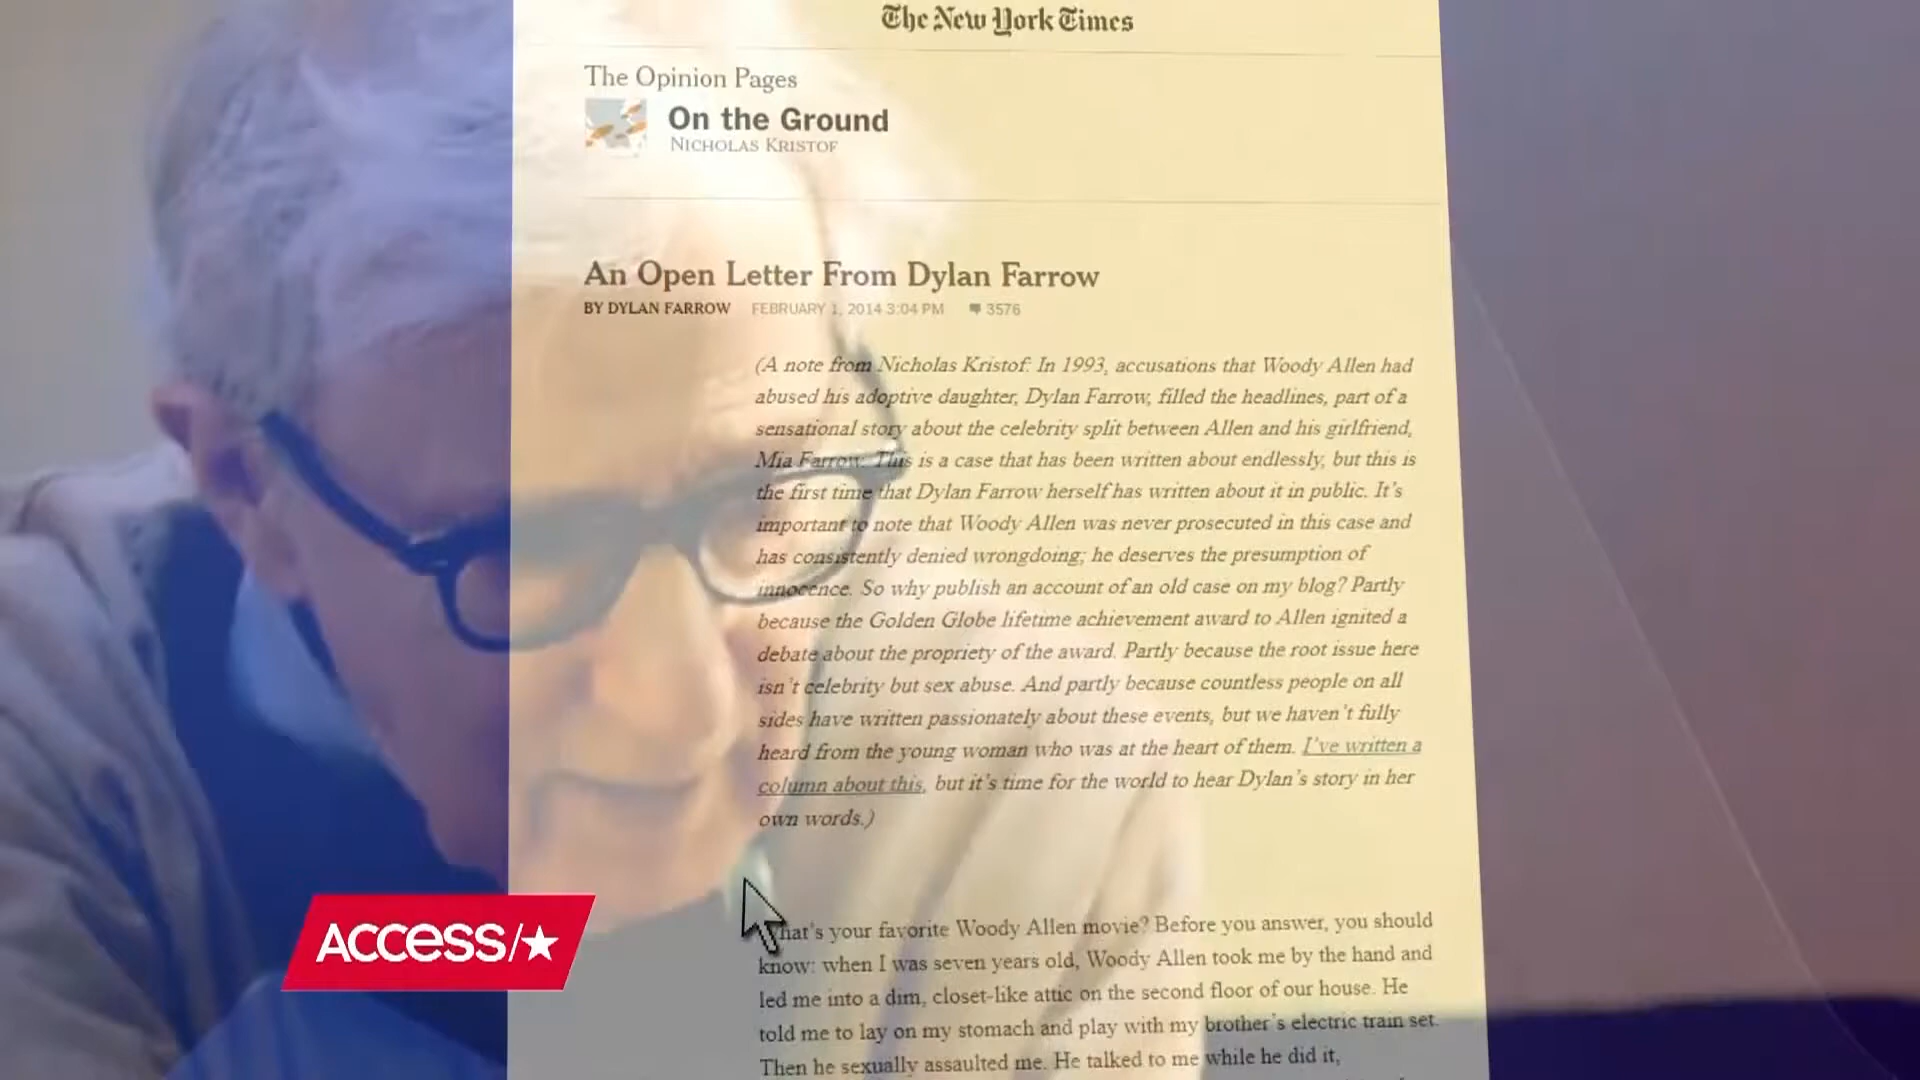 The New York Times
The Opinion Pages
On the Ground
NICHOLAS KRISTOF
An Open Letter From Dylan Farrow
BY DYLAN FARROW FEBRUARY 1, 2014 3:04 PM 3576
(A note from Nicholas Kristof: In 1993, accusations that Woody Allen had
abused his adoptive daughter, Dylan Farrow, filled the headlines, part of a
sensational story about the celebrity split between Allen and his girlfriend,
Mia Farrow. This is a case that has been written about endlessly, but this is
the first time that Dylan Farrow herself has written about it in public. It's
important to note that Woody Allen was never prosecuted in this case and
has consistently denied wrongdoing; he deserves the presumption of
innocence. So why publish an account of an old case on my blog? Partly
because the Golden Globe lifetime achievement award to Allen ignited a
debate about the propriety of the award. Partly because the root issue here
isn't celebrity but sex abuse. And partly because countless people on all
sides have written passionately about these events, but we haven't fully
heard from the young woman who was at the heart of them. I've written a
column about this, but it's time for the world to hear Dylan's story in her
own words.)
What's your favorite Woody Allen movie? Before you answer, you should
know: when I was seven years old, Woody Allen took me by the hand and
led me into a dim, closet-like attic on the second floor of our house. He
told me to lay on my stomach and play with my brother's electric train set.
Then he sexually assaulted me. He talked to me while he did it,
ACCESS/